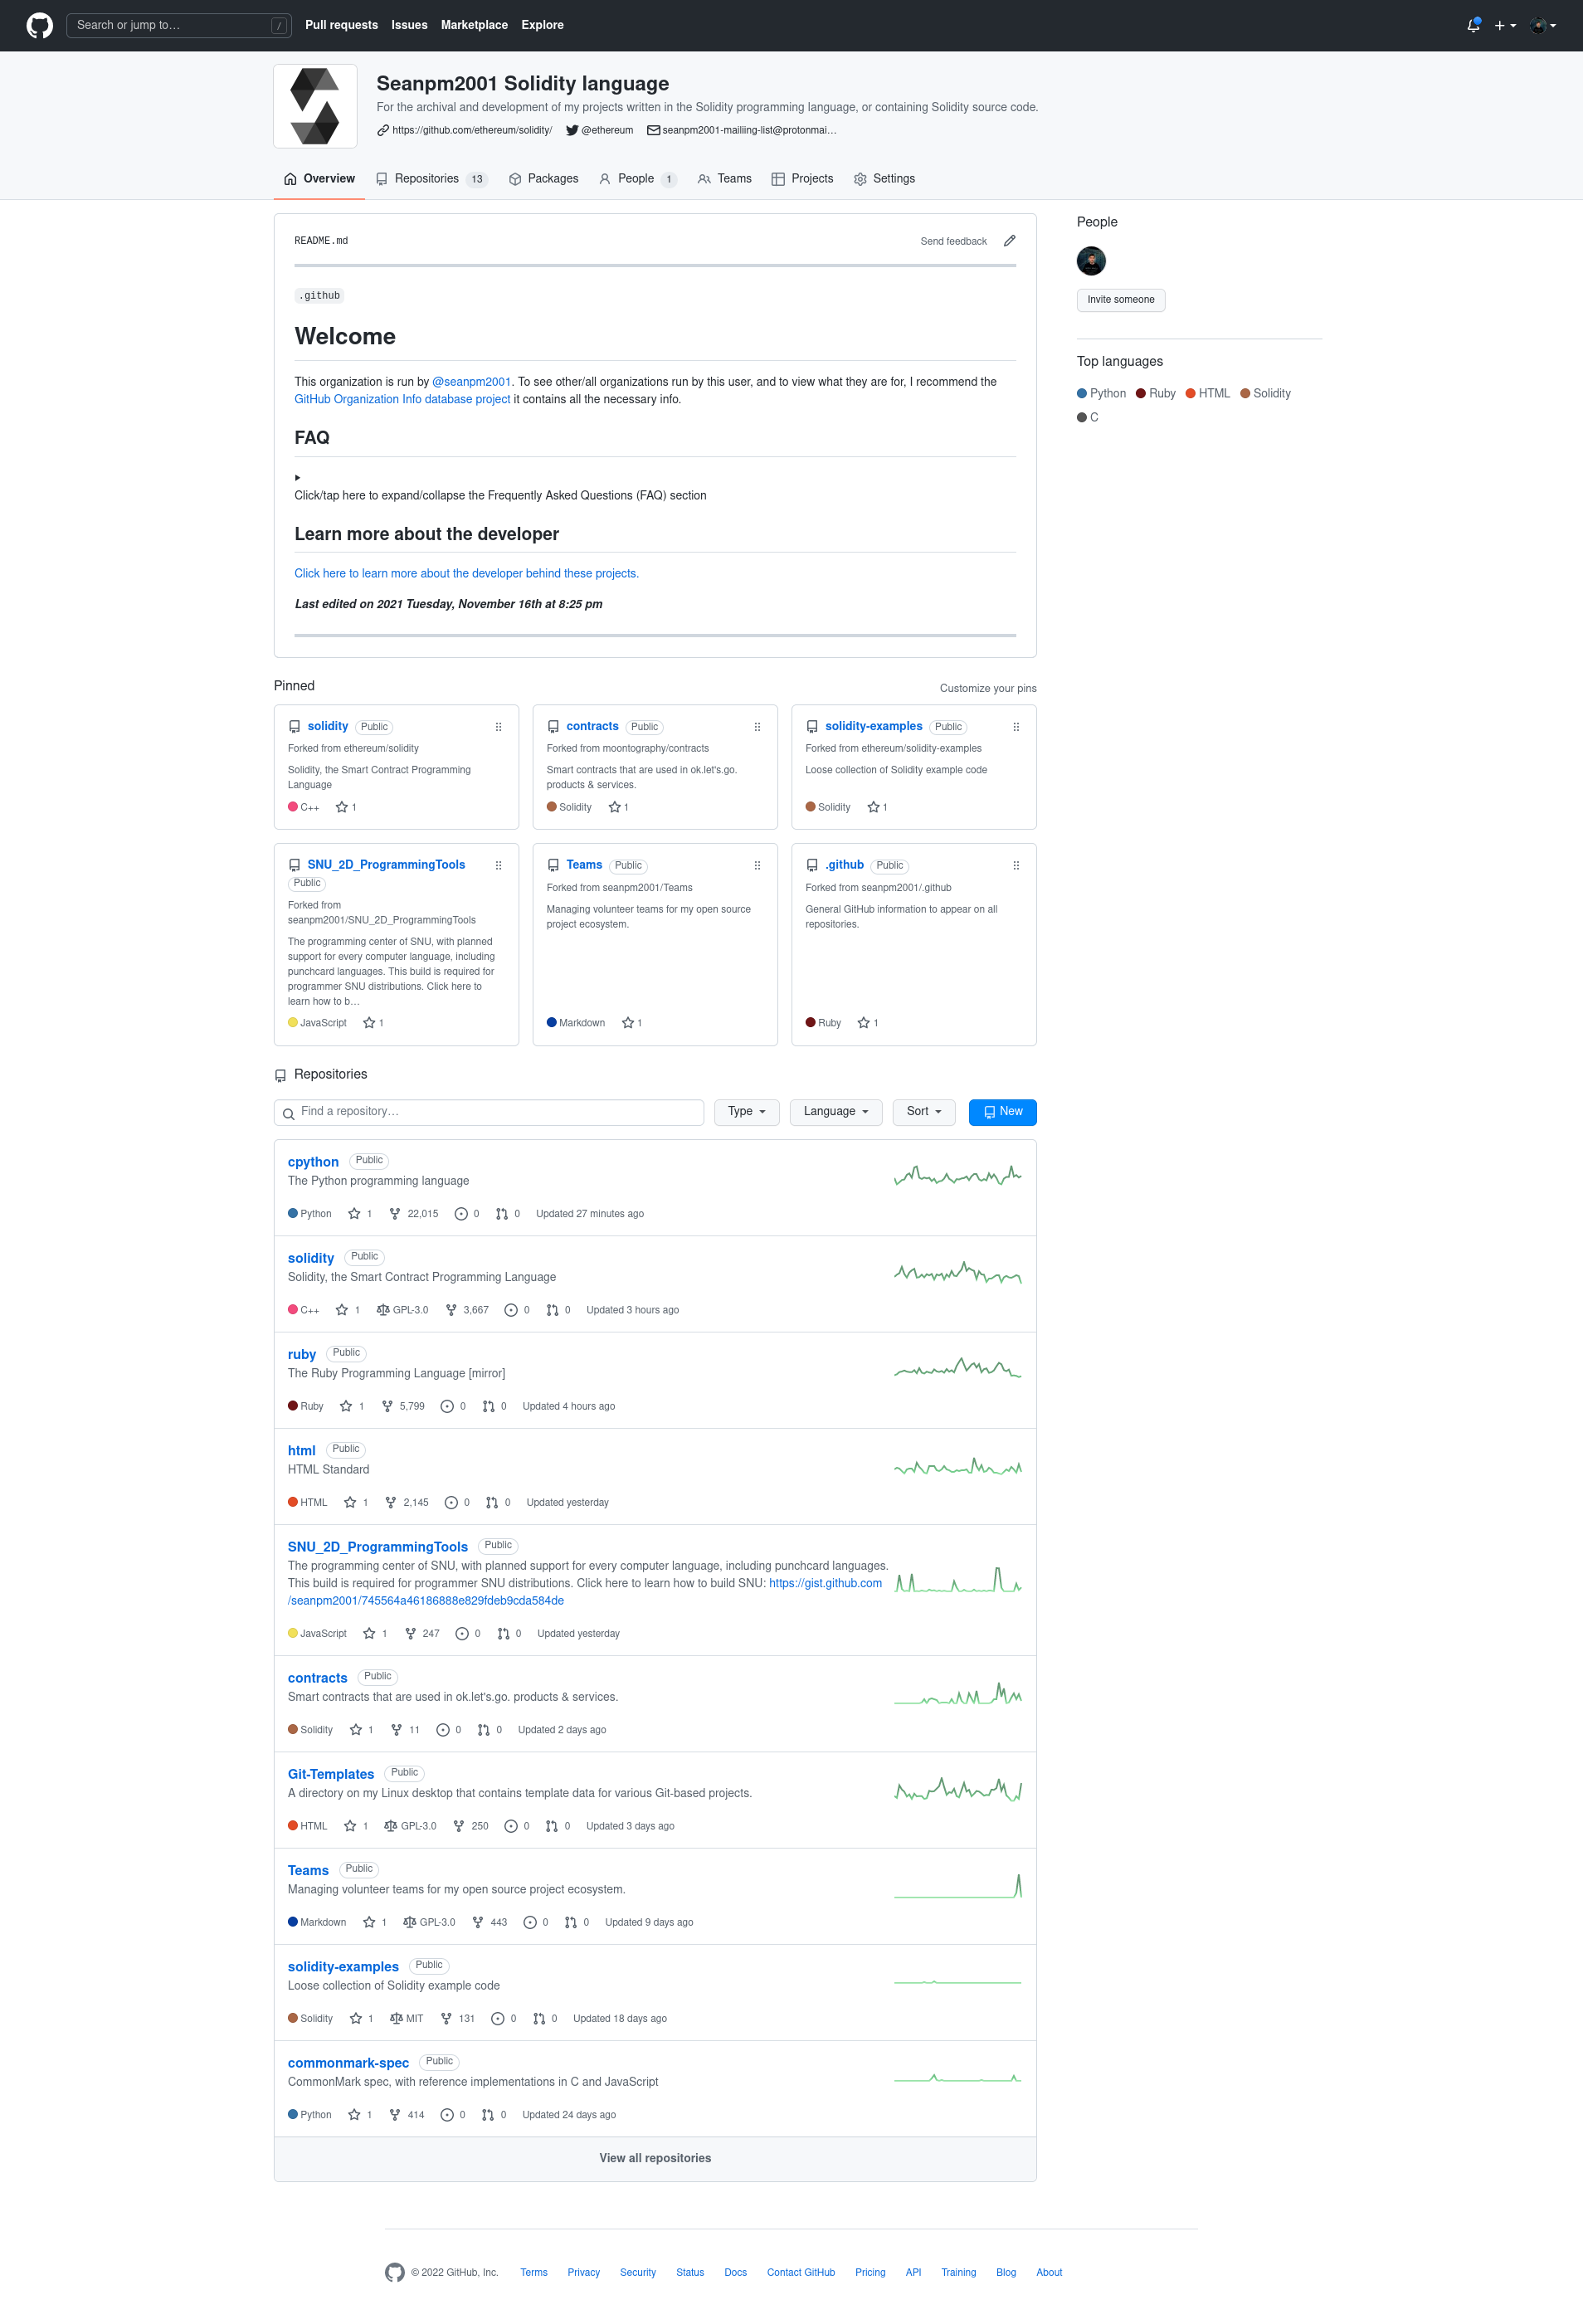 Search or jump to…
/
Pull requests
Issues
Marketplace
Explore
Seanpm2001 Solidity language
For the archival and development of my projects written in the Solidity programming language, or containing Solidity source code.
https://github.com/ethereum/solidity/
@ethereum
seanpm2001-mailiing-list@protonmai…
Overview
Repositories 13
Packages
People 1
Teams
Projects
Settings
README.md
Send feedback
.github
Welcome
This organization is run by @seanpm2001. To see other/all organizations run by this user, and to view what they are for, I recommend the
GitHub Organization Info database project it contains all the necessary info.
FAQ
Click/tap here to expand/collapse the Frequently Asked Questions (FAQ) section
Learn more about the developer
Click here to learn more about the developer behind these projects.
Last edited on 2021 Tuesday, November 16th at 8:25 pm
People
Invite someone
Top languages
Python Ruby HTML Solidity
C
Pinned
Customize your pins
solidity Public
Forked from ethereum/solidity
Solidity, the Smart Contract Programming
Language
C++ 1
contracts Public
Forked from moontography/contracts
Smart contracts that are used in ok.let's.go.
products & services.
Solidity 1
solidity-examples Public
Forked from ethereum/solidity-examples
Loose collection of Solidity example code
Solidity 1
SNU_2D_ProgrammingTools
Public
Forked from
seanpm2001/SNU_2D_ProgrammingTools
The programming center of SNU, with planned
support for every computer language, including
punchcard languages. This build is required for
programmer SNU distributions. Click here to
learn how to b…
JavaScript 1
Teams Public
Forked from seanpm2001/Teams
Managing volunteer teams for my open source
project ecosystem.
Markdown 1
.github Public
Forked from seanpm2001/.github
General GitHub information to appear on all
repositories.
Ruby 1
Repositories
Find a repository…
Type
Language
Sort
New
cpython Public
The Python programming language
Python 1 22,015 0 0 Updated 27 minutes ago
solidity Public
Solidity, the Smart Contract Programming Language
C++ 1 GPL-3.0 3,667 0 0 Updated 3 hours ago
ruby Public
The Ruby Programming Language [mirror]
Ruby 1 5,799 0 0 Updated 4 hours ago
html Public
HTML Standard
HTML 1 2,145 0 0 Updated yesterday
SNU_2D_ProgrammingTools Public
The programming center of SNU, with planned support for every computer language, including punchcard languages.
This build is required for programmer SNU distributions. Click here to learn how to build SNU: https://gist.github.com
/seanpm2001/745564a46186888e829fdeb9cda584de
JavaScript 1 247 0 0 Updated yesterday
contracts Public
Smart contracts that are used in ok.let's.go. products & services.
Solidity 1 11 0 0 Updated 2 days ago
Git-Templates Public
A directory on my Linux desktop that contains template data for various Git-based projects.
HTML 1 GPL-3.0 250 0 0 Updated 3 days ago
Teams Public
Managing volunteer teams for my open source project ecosystem.
Markdown 1 GPL-3.0 443 0 0 Updated 9 days ago
solidity-examples Public
Loose collection of Solidity example code
Solidity 1 MIT 131 0 0 Updated 18 days ago
commonmark-spec Public
CommonMark spec, with reference implementations in C and JavaScript
Python 1 414 0 0 Updated 24 days ago
View all repositories
© 2022 GitHub, Inc. Terms Privacy Security Status Docs Contact GitHub Pricing API Training Blog About